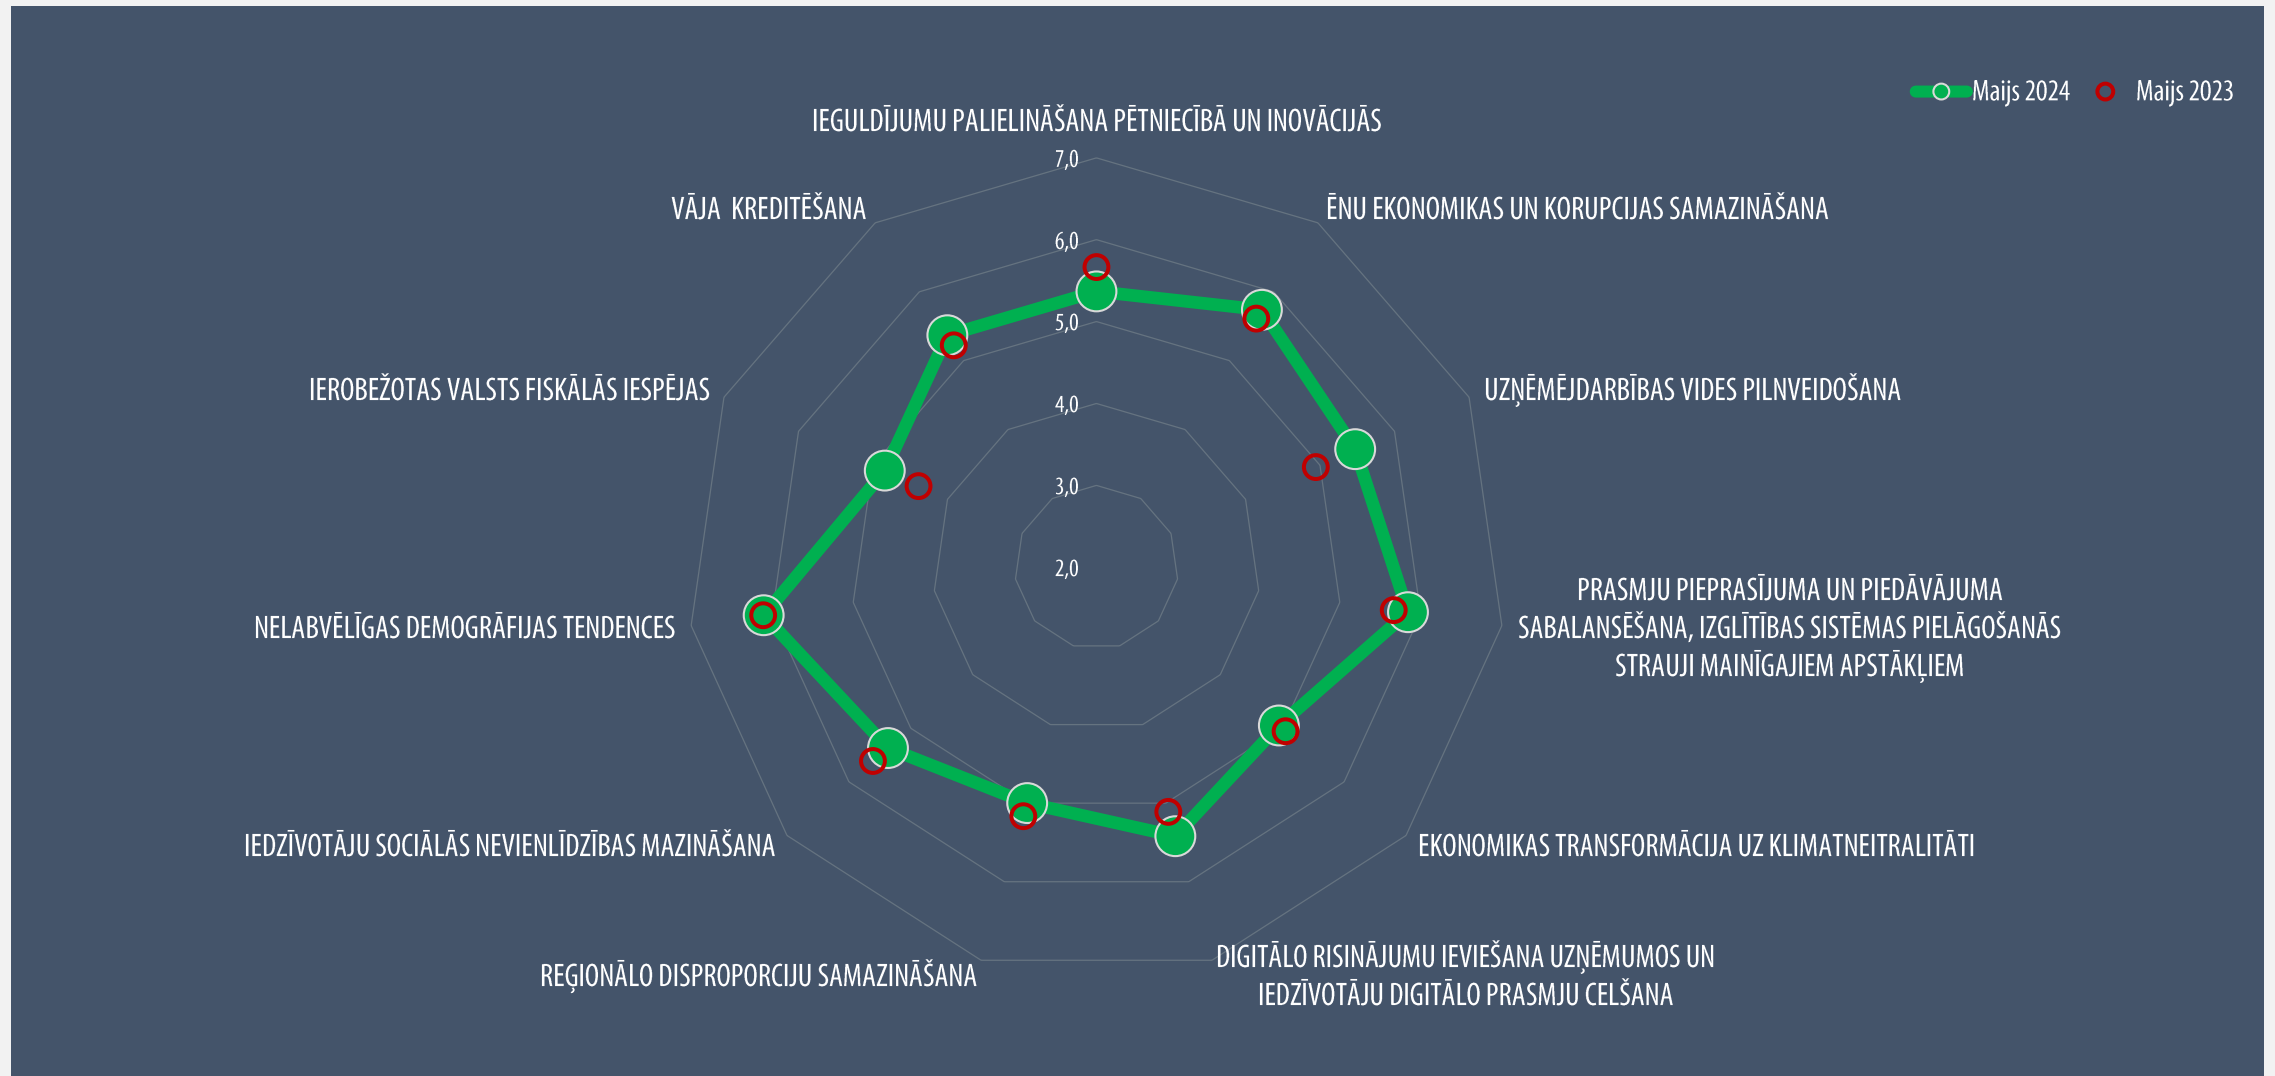 Maijs 2024
Maijs 2023
IEGULDĪJUMU PALIELINĀŠANA PĒTNIECĪBĀ UN INOVĀCIJĀS
7,0
VĀJA  KREDITĒŠANA
ĒNU EKONOMIKAS UN KORUPCIJAS SAMAZINĀŠANA
6,0
5,0
IEROBEŽOTAS VALSTS FISKĀLĀS IESPĒJAS
UZŅĒMĒJDARBĪBAS VIDES PILNVEIDOŠANA
4,0
3,0
2,0
PRASMJU PIEPRASĪJUMA UN PIEDĀVĀJUMA
SABALANSĒŠANA, IZGLĪTĪBAS SISTĒMAS PIELĀGOŠANĀS
STRAUJI MAINĪGAJIEM APSTĀKĻIEM
NELABVĒLĪGAS DEMOGRĀFIJAS TENDENCES
IEDZĪVOTĀJU SOCIĀLĀS NEVIENLĪDZĪBAS MAZINĀŠANA
EKONOMIKAS TRANSFORMĀCIJA UZ KLIMATNEITRALITĀTI
REĢIONĀLO DISPROPORCIJU SAMAZINĀŠANA
DIGITĀLO RISINĀJUMU IEVIEŠANA UZŅĒMUMOS UN
IEDZĪVOTĀJU DIGITĀLO PRASMJU CELŠANA